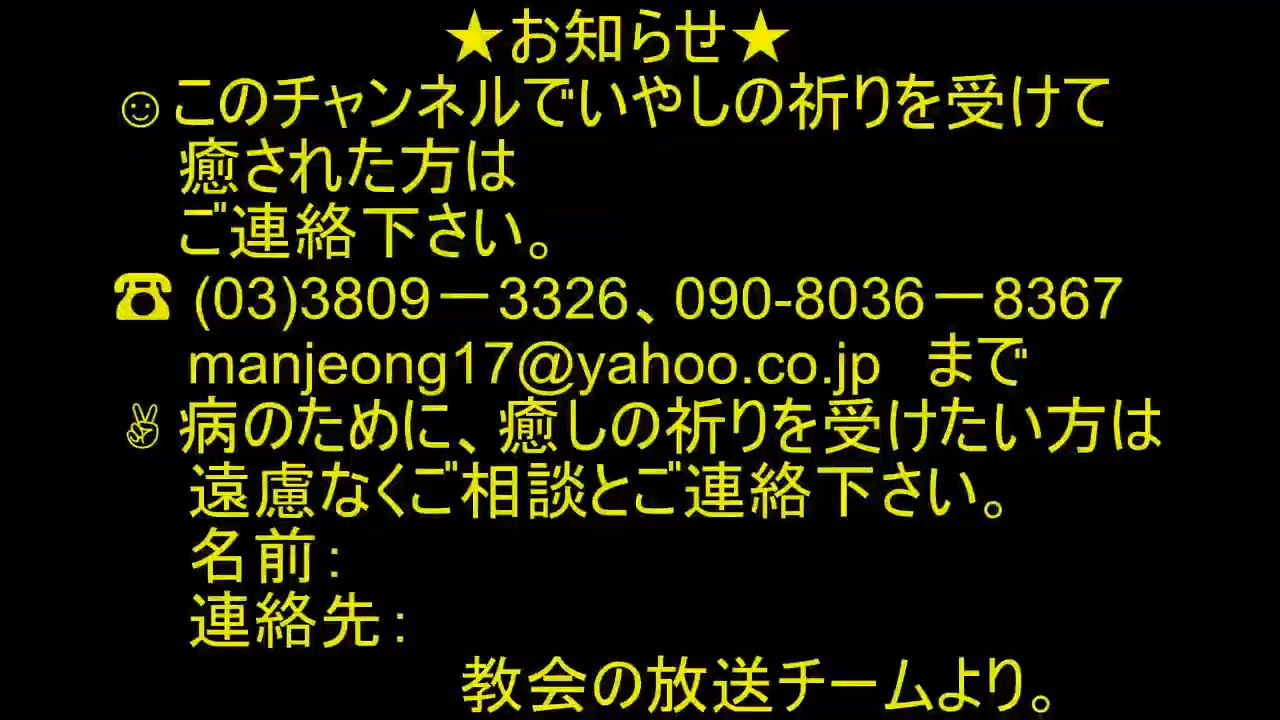 ★お知らせ★
☺このチャンネルでいやしの祈りを受けて
癒された方は
ご連絡下さい。
☎ (03)3809－3326、090-8036－8367
manjeong17@yahoo.co.jp まで
✌病のために、癒しの祈りを受けたい方は
遠慮なくご相談とご連絡下さい。
名前：
連絡先：
教会の放送チームより。